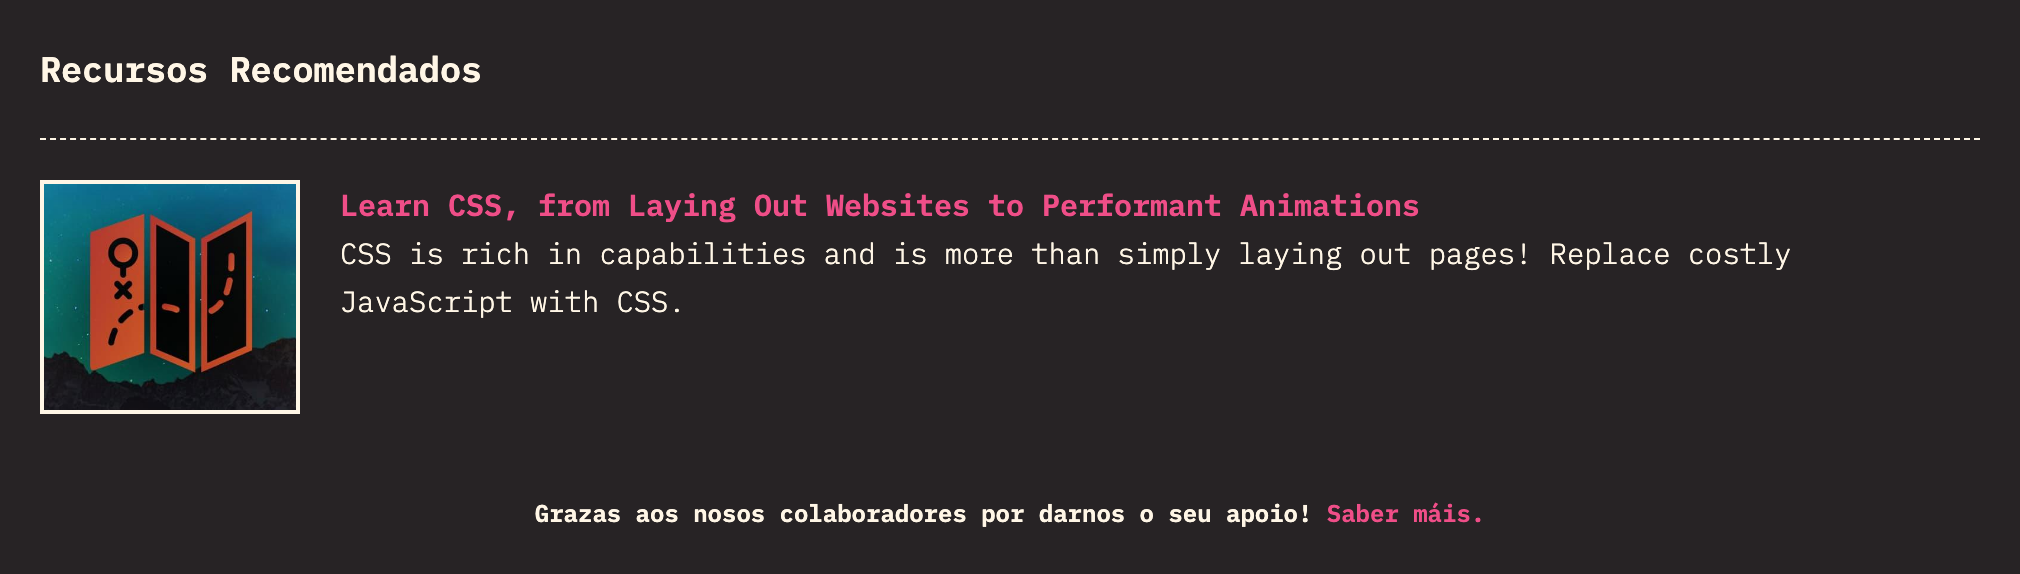 Recursos Recomendados
Learn CSS, from Laying Out Websites to Performant Animations
CSS is rich in capabilities and is more than simply laying out pages! Replace costly
JavaScript with CSS.
Grazas aos nosos colaboradores por darnos o seu apoio! Saber máis.